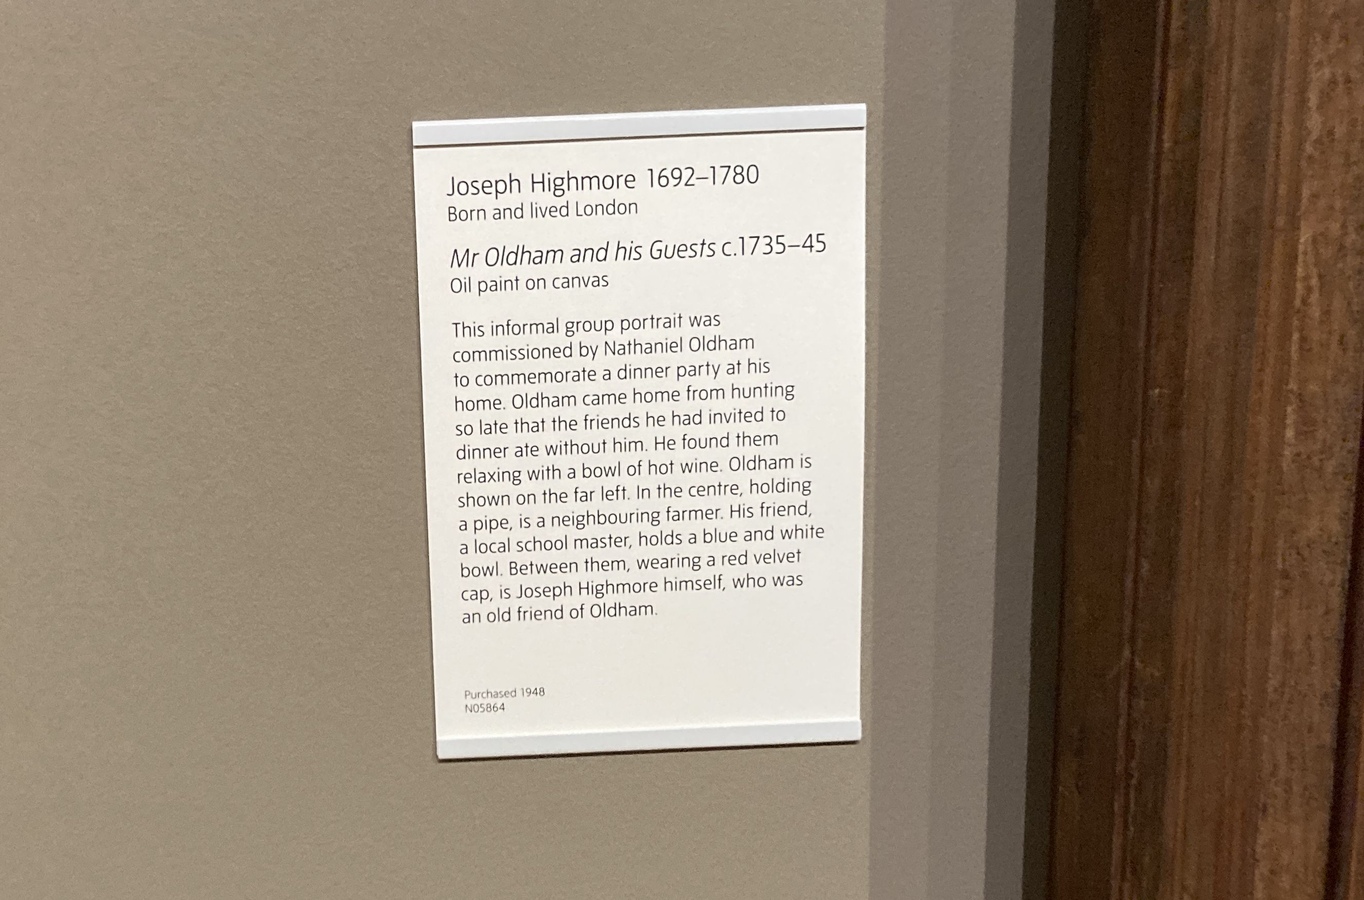 Joseph Highmore 1692–1780
Born and lived London
Mr Oldham and his Guests c.1735–45
Oil paint on canvas
This informal group portrait was
commissioned by Nathaniel Oldham
to commemorate a dinner party at his
home. Oldham came home from hunting
so late that the friends he had invited to
dinner ate without him. He found them
relaxing with a bowl of hot wine. Oldham is
shown on the far left. In the centre, holding
a pipe, is a neighbouring farmer. His friend,
a local school master, holds a blue and white
bowl. Between them, wearing a red velvet
cap, is Joseph Highmore himself, who was
an old friend of Oldham.
Purchased 1948
N05864